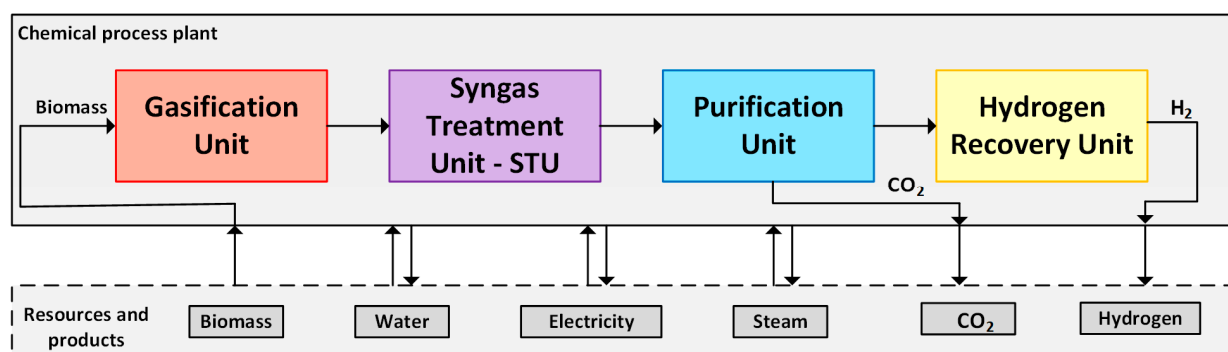 Chemical process plant
Biomass
Gasification
Unit
Syngas
Treatment
Unit - STU
Purification
Unit
Hydrogen
Recovery Unit
H₂
CO₂
Resources and
products
Biomass
Water
Electricity
Steam
CO₂
Hydrogen